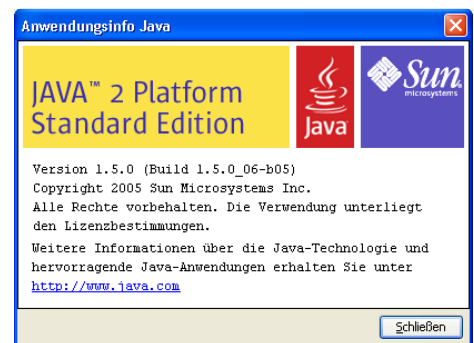 Anwendungsinfo Java
JAVA™ 2 Platform
Standard Edition
Java
Sun
microsystems
Version 1.5.0 (Build 1.5.0_06-b05)
Copyright 2005 Sun Microsystems Inc.
Alle Rechte vorbehalten. Die Verwendung unterliegt
den Lizenzbestimmungen.
Weitere Informationen über die Java-Technologie und
hervorragende Java-Anwendungen erhalten Sie unter
http://www.java.com
Schließen